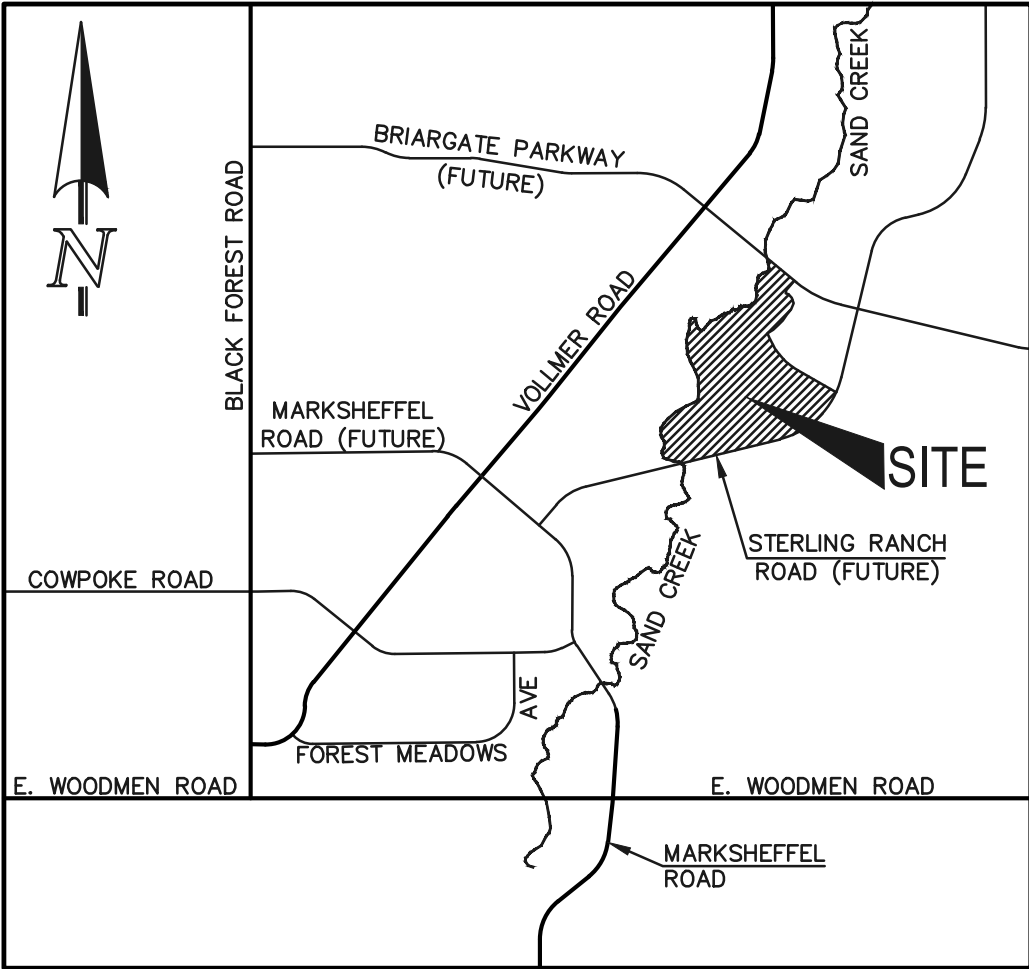 SAND CREEK
BRIARGATE PARKWAY
(FUTURE)
N
BLACK FOREST ROAD
VOLLMER ROAD
MARKSHEFFEL
ROAD (FUTURE)
SITE
STERLING RANCH
ROAD (FUTURE)
COWPOKE ROAD
SAND CREEK
AVE
FOREST MEADOWS
E. WOODMEN ROAD
E. WOODMEN ROAD
MARKSHEFFEL
ROAD